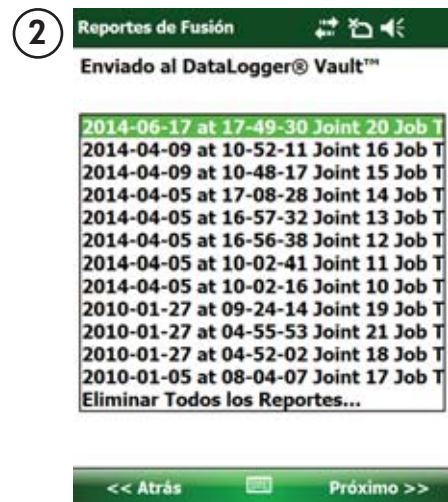 2
Reportes de Fusión
Enviado al DataLogger® Vault™
2014-06-17 at 17-49-30 Joint 20 Job T
2014-04-09 at 10-52-11 Joint 16 Job T
2014-04-09 at 10-48-17 Joint 15 Job T
2014-04-05 at 17-08-28 Joint 14 Job T
2014-04-05 at 16-57-32 Joint 13 Job T
2014-04-05 at 16-56-38 Joint 12 Job T
2014-04-05 at 10-02-41 Joint 11 Job T
2014-04-05 at 10-02-16 Joint 10 Job T
2010-01-27 at 09-24-14 Joint 19 Job T
2010-01-27 at 04-55-53 Joint 21 Job T
2010-01-27 at 04-52-02 Joint 18 Job T
2010-01-05 at 08-04-07 Joint 17 Job T
Eliminar Todos los Reportes...
<< Atrás Próximo >>